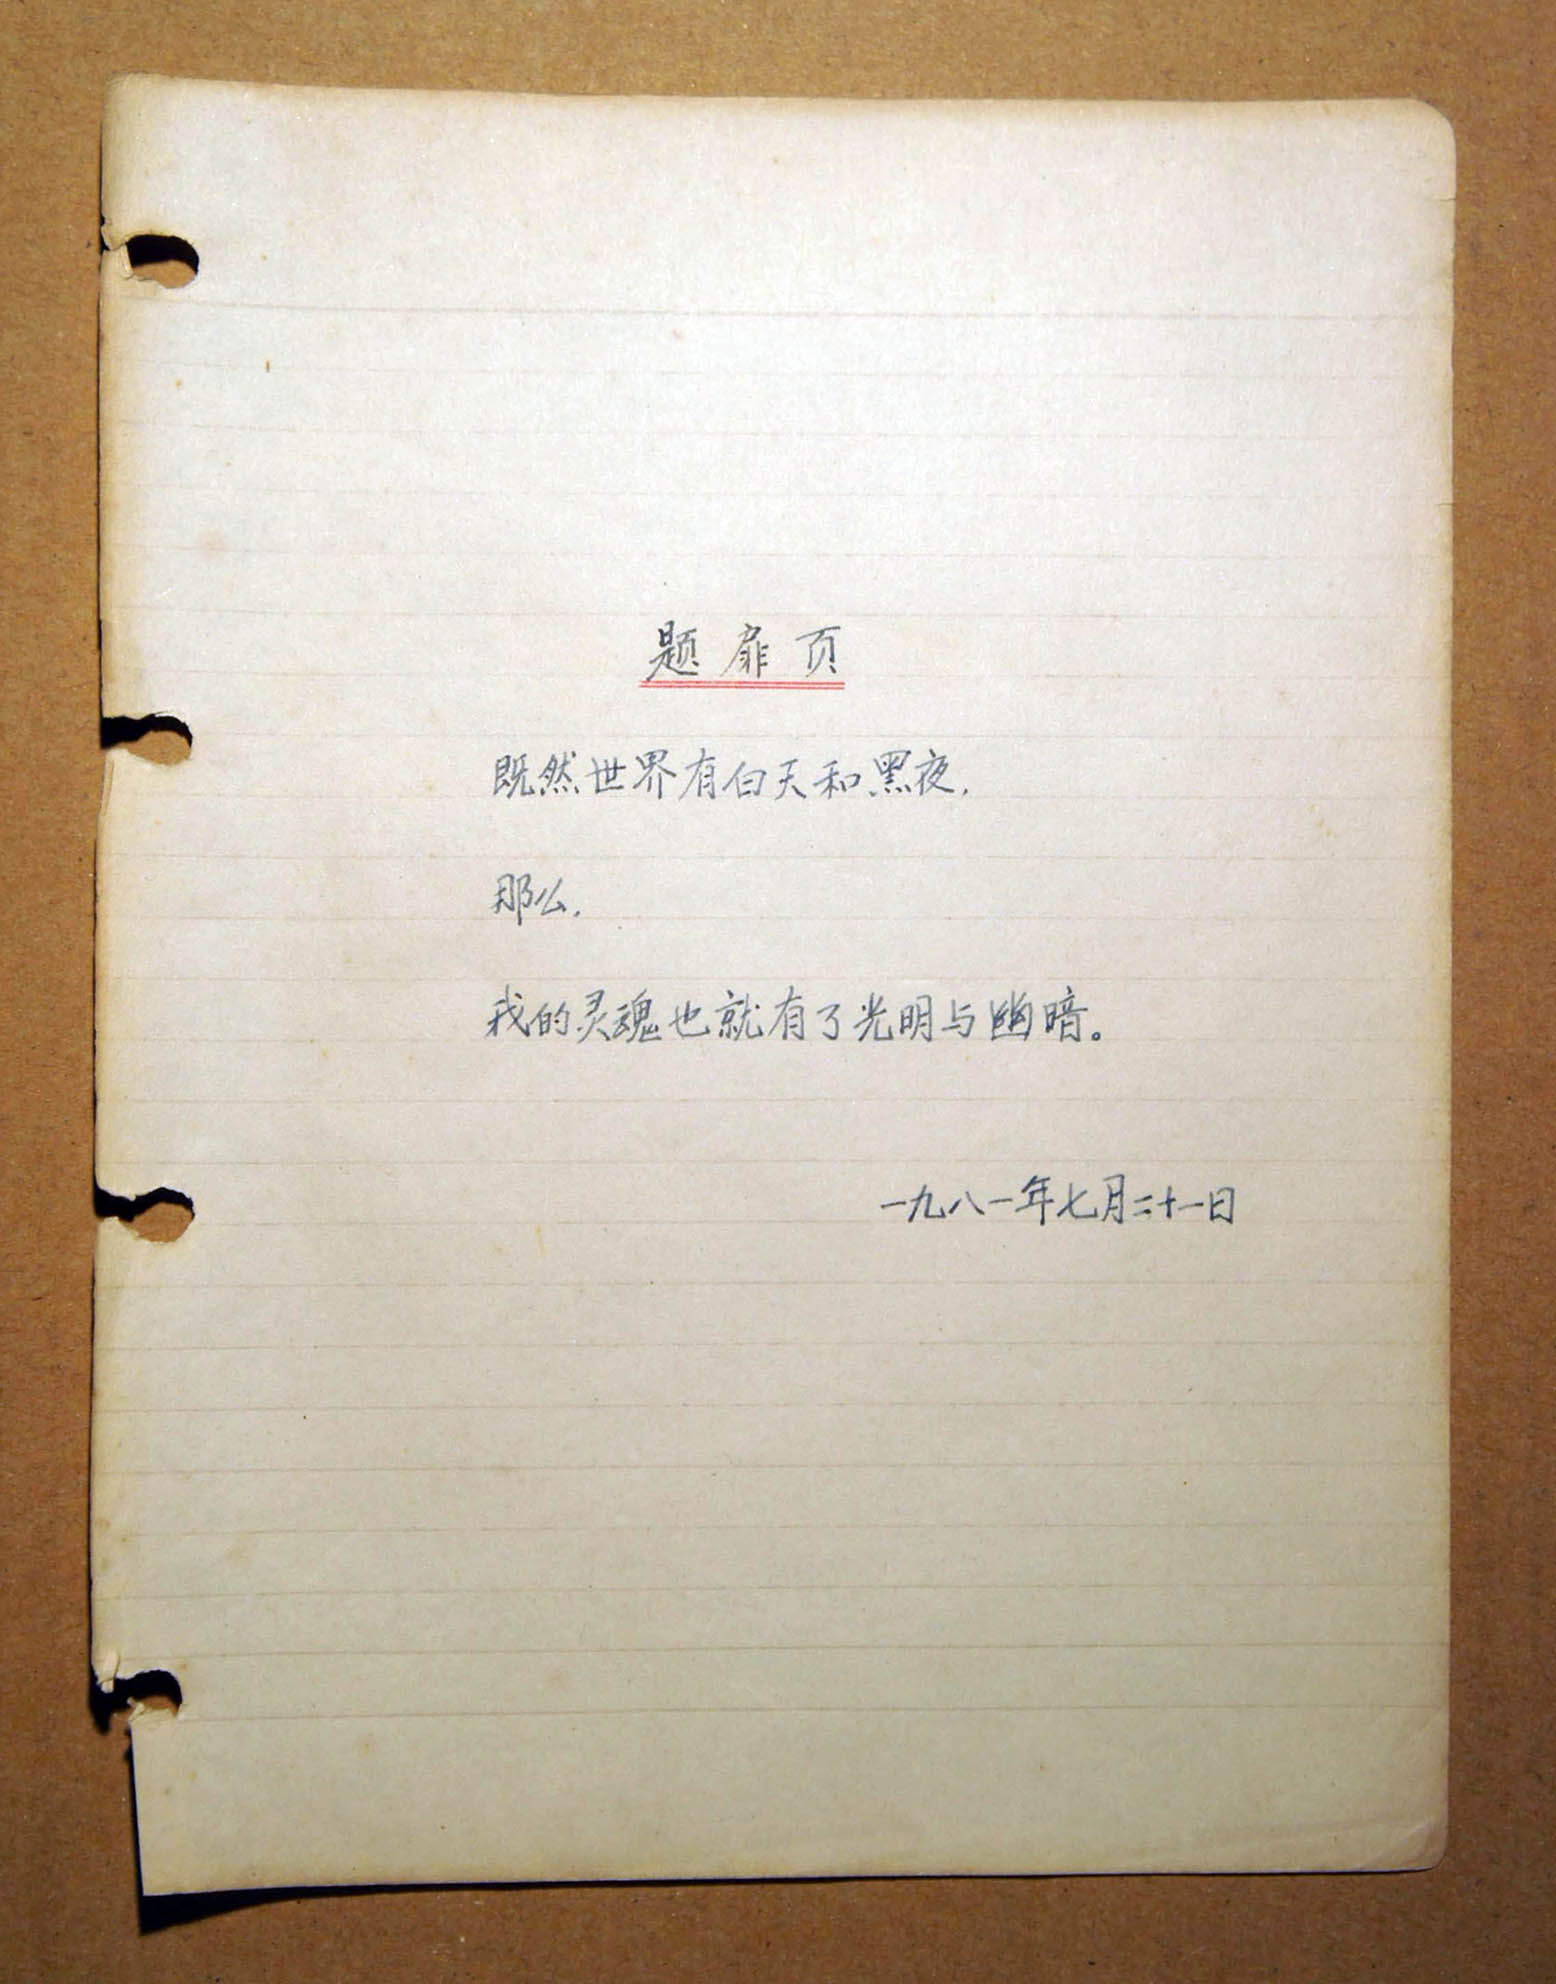 题扉页
既然世界有白天和黑夜,
那么,
我的灵魂也就有了光明与幽暗。
一九八一年七月二十一日